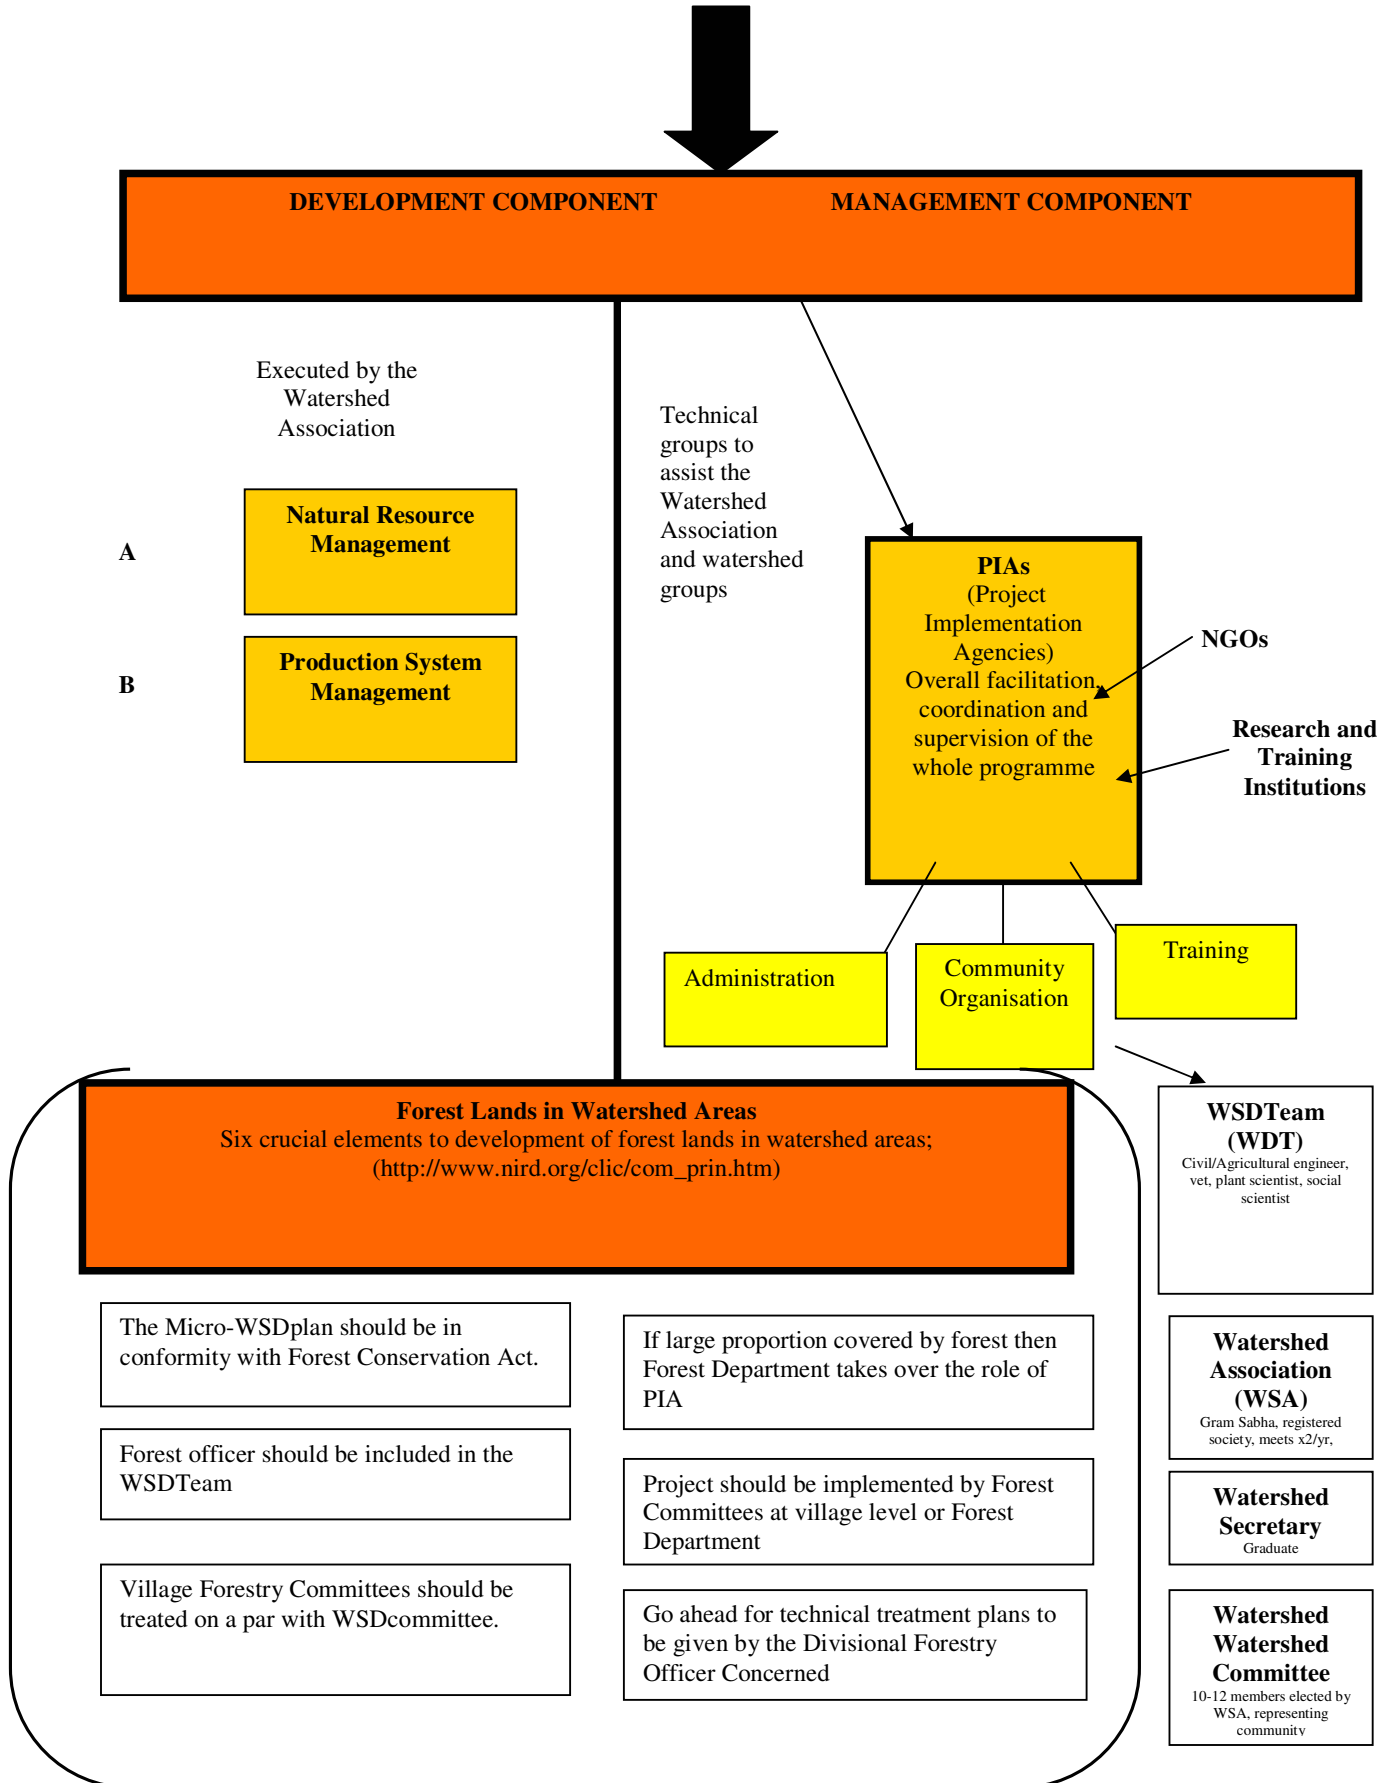 DEVELOPMENT COMPONENT MANAGEMENT COMPONENT
Executed by the
Watershed
Association
A
Natural Resource
Management
B
Production System
Management
Technical
groups to
assist the
Watershed
Association
and watershed
groups
PIAs
(Project
Implementation
Agencies)
Overall facilitation,
coordination and
supervision of the
whole programme
NGOs
Research and
Training
Institutions
Administration
Community
Organisation
Training
Forest Lands in Watershed Areas
Six crucial elements to development of forest lands in watershed areas;
(http://www.nird.org/clic/com_prin.htm)
The Micro-WSDplan should be in
conformity with Forest Conservation Act.
Forest officer should be included in the
WSDTeam
Village Forestry Committees should be
treated on a par with WSDcommittee.
If large proportion covered by forest then
Forest Department takes over the role of
PIA
Project should be implemented by Forest
Committees at village level or Forest
Department
Go ahead for technical treatment plans to
be given by the Divisional Forestry
Officer Concerned
WSDTeam
(WDT)
Civil/Agricultural engineer,
vet, plant scientist, social
scientist
Watershed
Association
(WSA)
Gram Sabha, registered
society, meets x2/yr,
Watershed
Secretary
Graduate
Watershed
Watershed
Committee
10-12 members elected by
WSA, representing
community